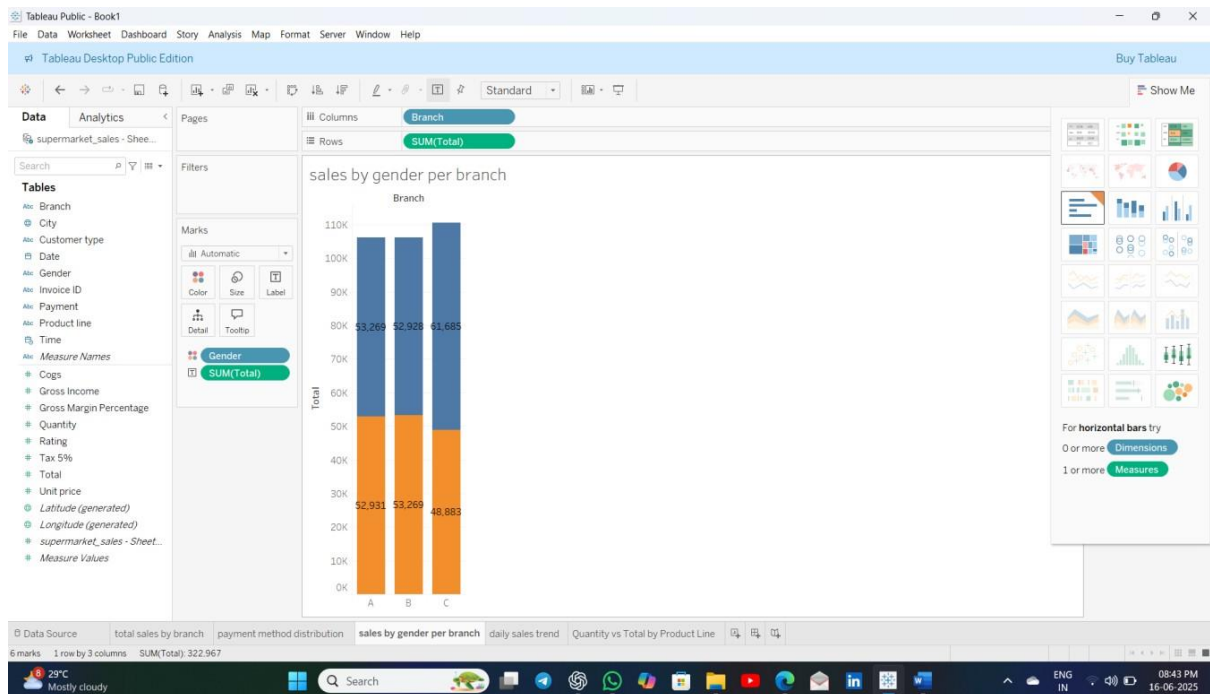 Tableau Public - Book1
File Data Worksheet Dashboard Story Analysis Map Format Server Window Help
Tableau Desktop Public Edition
Buy Tableau
Standard
Show Me
Data
Analytics
supermarket_sales - Shee...
Search
Tables
Abc Branch
City
Abc Customer type
Date
Abc Gender
Abc Invoice ID
Abc Payment
Abc Product line
Time
Abc Measure Names
# Cogs
# Gross Income
# Gross Margin Percentage
# Quantity
# Rating
# Tax 5%
# Total
# Unit price
Latitude (generated)
Longitude (generated)
# supermarket_sales - Sheet...
# Measure Values
Pages
Filters
Marks
Automatic
Color Size Label
Detail Tooltip
Gender
SUM(Total)
Columns
Branch
Rows
SUM(Total)
sales by gender per branch
Branch
Total
110K
100K
90K
80K
70K
60K
50K
40K
30K
20K
10K
0K
53,269 52,928 61,685
52,931 53,269 48,883
A B C
For horizontal bars try
0 or more Dimensions
1 or more Measures
Data Source total sales by branch payment method distribution sales by gender per branch daily sales trend Quantity vs Total by Product Line
6 marks 1 row by 3 columns SUM(Total): 322,967
8
29°C
Mostly cloudy
Search
ENG
IN
08:43 PM
16-06-2025